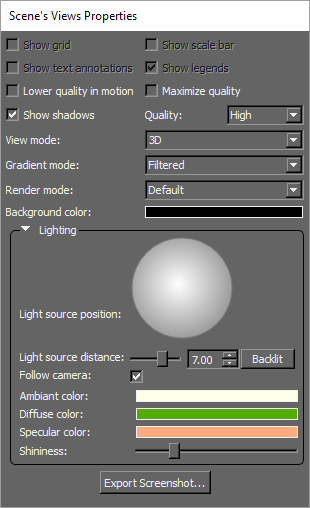 Scene's Views Properties
Show grid Show scale bar
Show text annotations Show legends
Lower quality in motion Maximize quality
Show shadows Quality: High
View mode: 3D
Gradient mode: Filtered
Render mode: Default
Background color:
Lighting
Light source position:
Light source distance: 7.00 Backlit
Follow camera:
Ambiant color:
Diffuse color:
Specular color:
Shininess:
Export Screenshot...